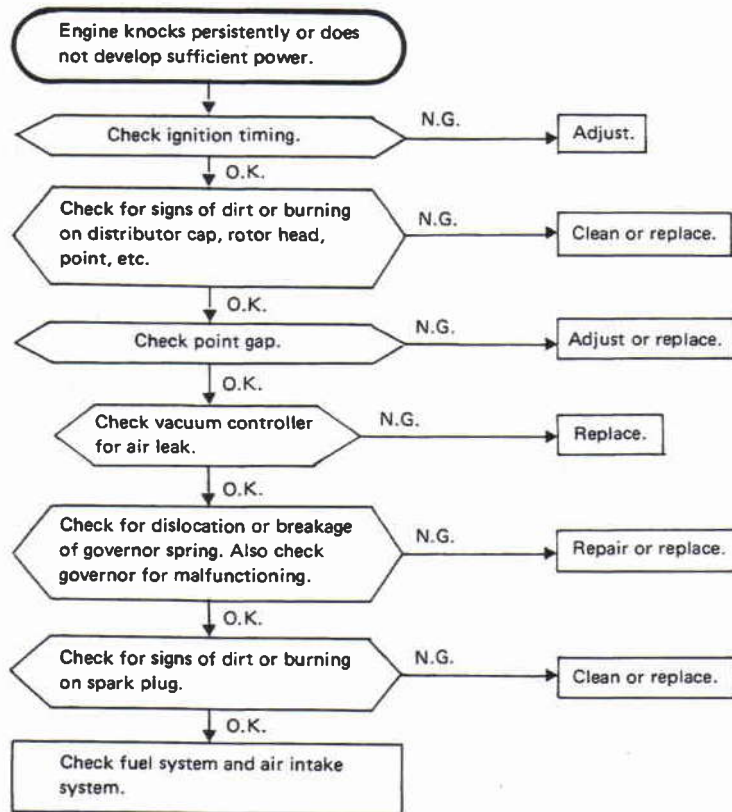 Engine knocks persistently or does
not develop sufficient power.
Check ignition timing.
N.G.
Adjust.
O.K.
Check for signs of dirt or burning
on distributor cap, rotor head,
point, etc.
N.G.
Clean or replace.
O.K.
Check point gap.
N.G.
Adjust or replace.
O.K.
Check vacuum controller
for air leak.
N.G.
Replace.
O.K.
Check for dislocation or breakage
of governor spring. Also check
governor for malfunctioning.
N.G.
Repair or replace.
O.K.
Check for signs of dirt or burning
on spark plug.
N.G.
Clean or replace.
O.K.
Check fuel system and air intake
system.